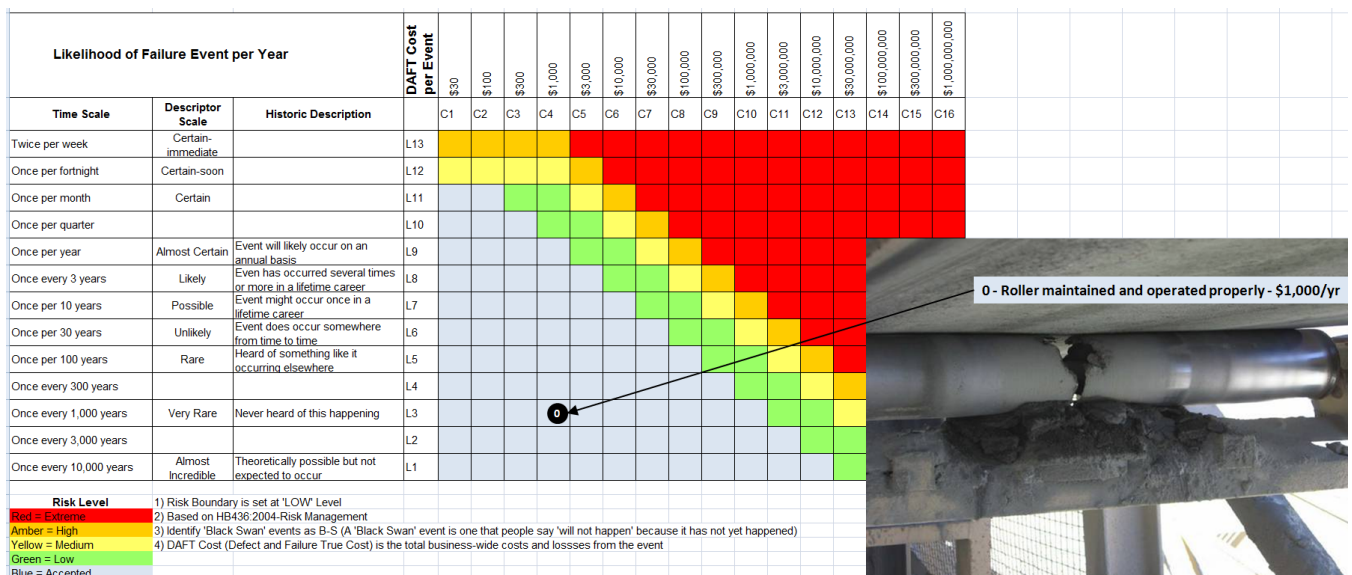 Likelihood of Failure Event per Year
DAFT Cost per Event
$30
$100
$300
$1,000
$3,000
$10,000
$30,000
$100,000
$300,000
$1,000,000
$3,000,000
$10,000,000
$30,000,000
$100,000,000
$300,000,000
$1,000,000,000
Time Scale Descriptor Scale Historic Description C1 C2 C3 C4 C5 C6 C7 C8 C9 C10 C11 C12 C13 C14 C15 C16
Twice per week Certain-immediate L13
Once per fortnight Certain-soon L12
Once per month Certain L11
Once per quarter L10
Once per year Almost Certain Event will likely occur on an annual basis L9
Once every 3 years Likely Even has occurred several times or more in a lifetime career L8
Once per 10 years Possible Event might occur once in a lifetime career L7
Once per 30 years Unlikely Event does occur somewhere from time to time L6
Once per 100 years Rare Heard of something like it occurring elsewhere L5
Once every 300 years L4
Once every 1,000 years Very Rare Never heard of this happening L3
Once every 3,000 years L2
Once every 10,000 years Almost Incredible Theoretically possible but not expected to occur L1
0
0 - Roller maintained and operated properly - $1,000/yr
Risk Level 1) Risk Boundary is set at 'LOW' Level
Red = Extreme 2) Based on HB436:2004-Risk Management
Amber = High 3) Identify 'Black Swan' events as B-S (A 'Black Swan' event is one that people say 'will not happen' because it has not yet happened)
Yellow = Medium 4) DAFT Cost (Defect and Failure True Cost) is the total business-wide costs and lossses from the event
Green = Low
Blue = Accepted